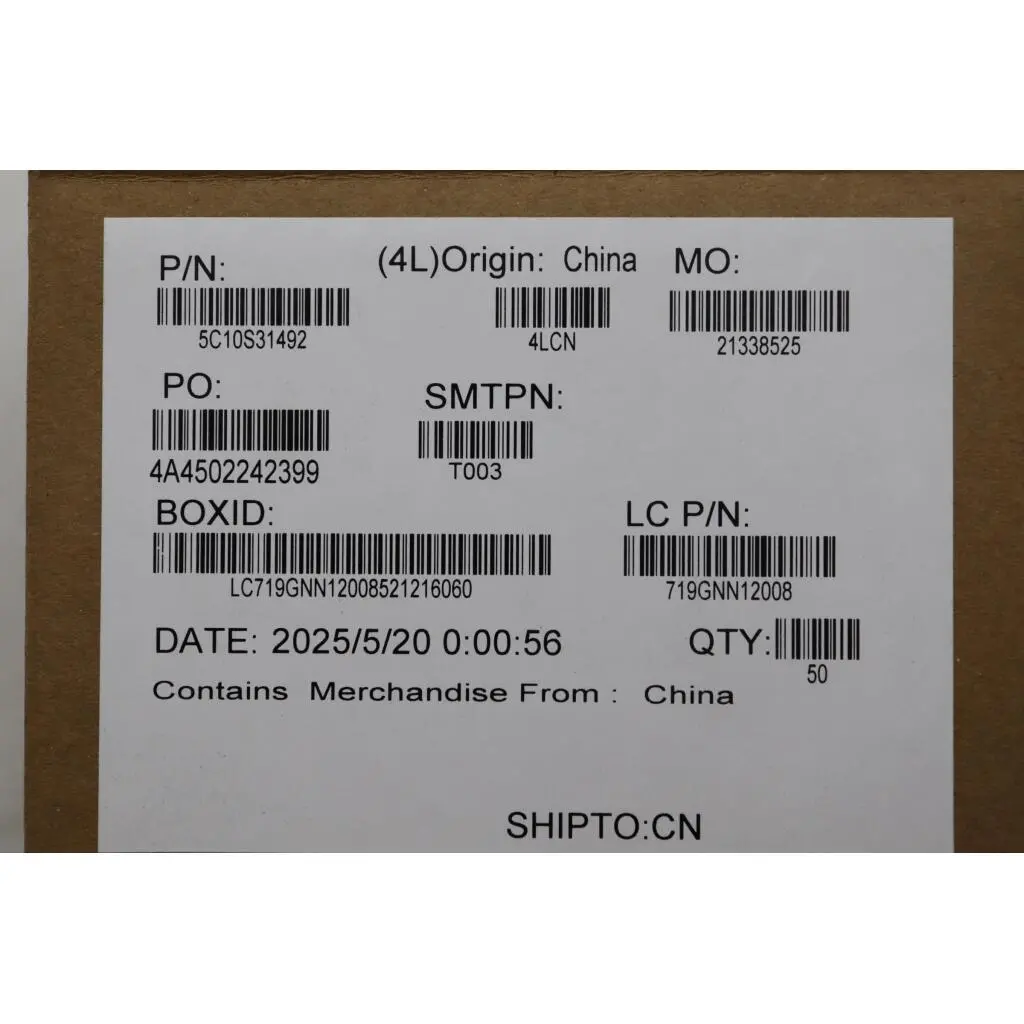 P/N: (4L)Origin: China MO:
5C10S31492 4LCN 21338525
PO: SMTPN:
4A4502242399 T003
BOXID: LC P/N:
LC719GNN12008521216060 719GNN12008
DATE: 2025/5/20 0:00:56 QTY:
50
Contains Merchandise From : China
SHIPTO:CN